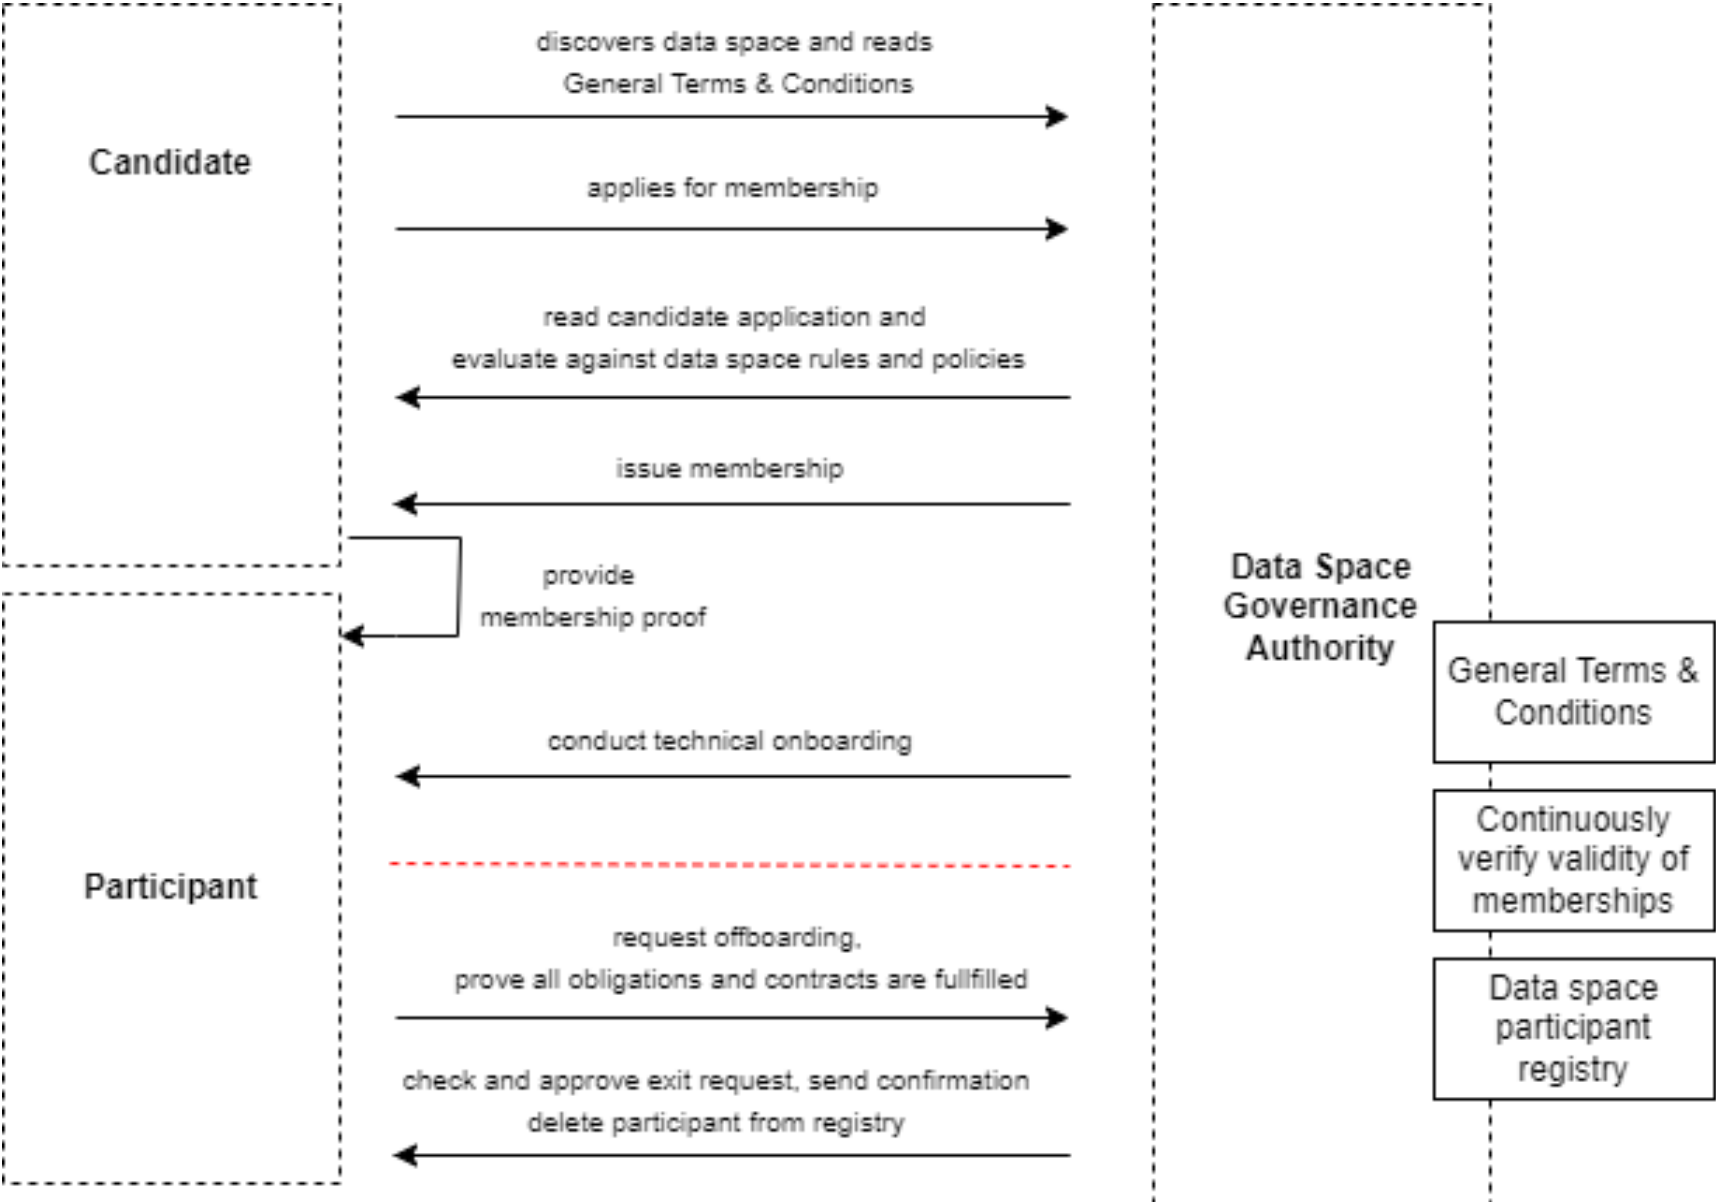 discovers data space and reads
General Terms & Conditions
Candidate
applies for membership
read candidate application and
evaluate against data space rules and policies
issue membership
provide
membership proof
Data Space
Governance
Authority
General Terms &
Conditions
conduct technical onboarding
Continuously
verify validity of
memberships
Participant
request offboarding,
prove all obligations and contracts are fullfilled
Data space
participant
registry
check and approve exit request, send confirmation
delete participant from registry